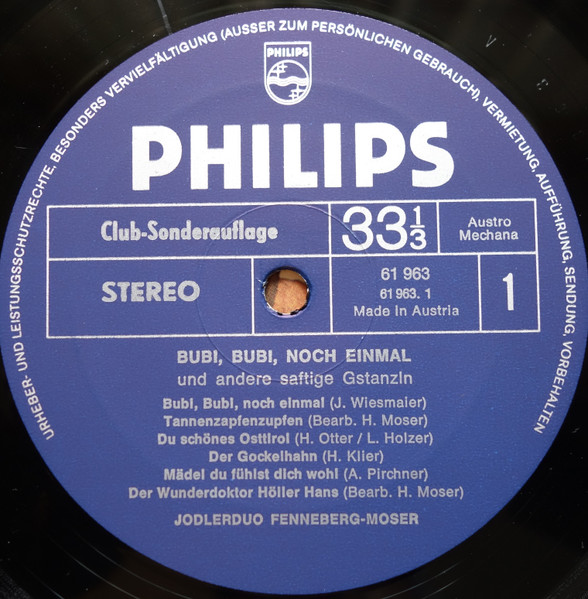 URHEBER- UND LEISTUNGSSCHUTZRECHTE, BESONDERS VERVIELFÄLTIGUNG (AUSSER ZUM PERSÖNLICHEN GEBRAUCH), VERMIETUNG, AUFFÜHRUNG, SENDUNG, VORBEHALTEN
PHILIPS
PHILIPS
Club-Sonderauflage
33 1/3
Austro
Mechana
STEREO
61 963
61 963. 1
Made in Austria
1
BUBI, BUBI, NOCH EINMAL
und andere saftige Gstanzln
Bubi, Bubi, noch einmal (J. Wiesmaier)
Tannenzapfenzupfen (Bearb. H. Moser)
Du schönes Osttirol (H. Otter / L. Holzer)
Der Gockelhahn (H. Klier)
Mädel du fühlst dich wohl (A. Pirchner)
Der Wunderdoktor Höller Hans (Bearb. H. Moser)
JODLERDUO FENNEBERG-MOSER